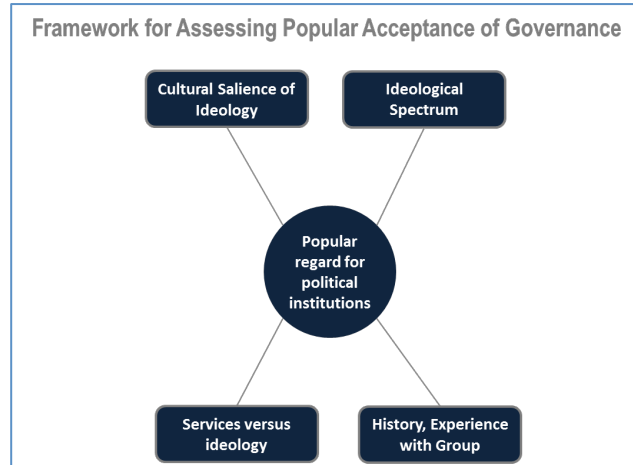 Framework for Assessing Popular Acceptance of Governance
Cultural Salience of
Ideology
Ideological
Spectrum
Popular
regard for
political
institutions
Services versus
ideology
History, Experience
with Group